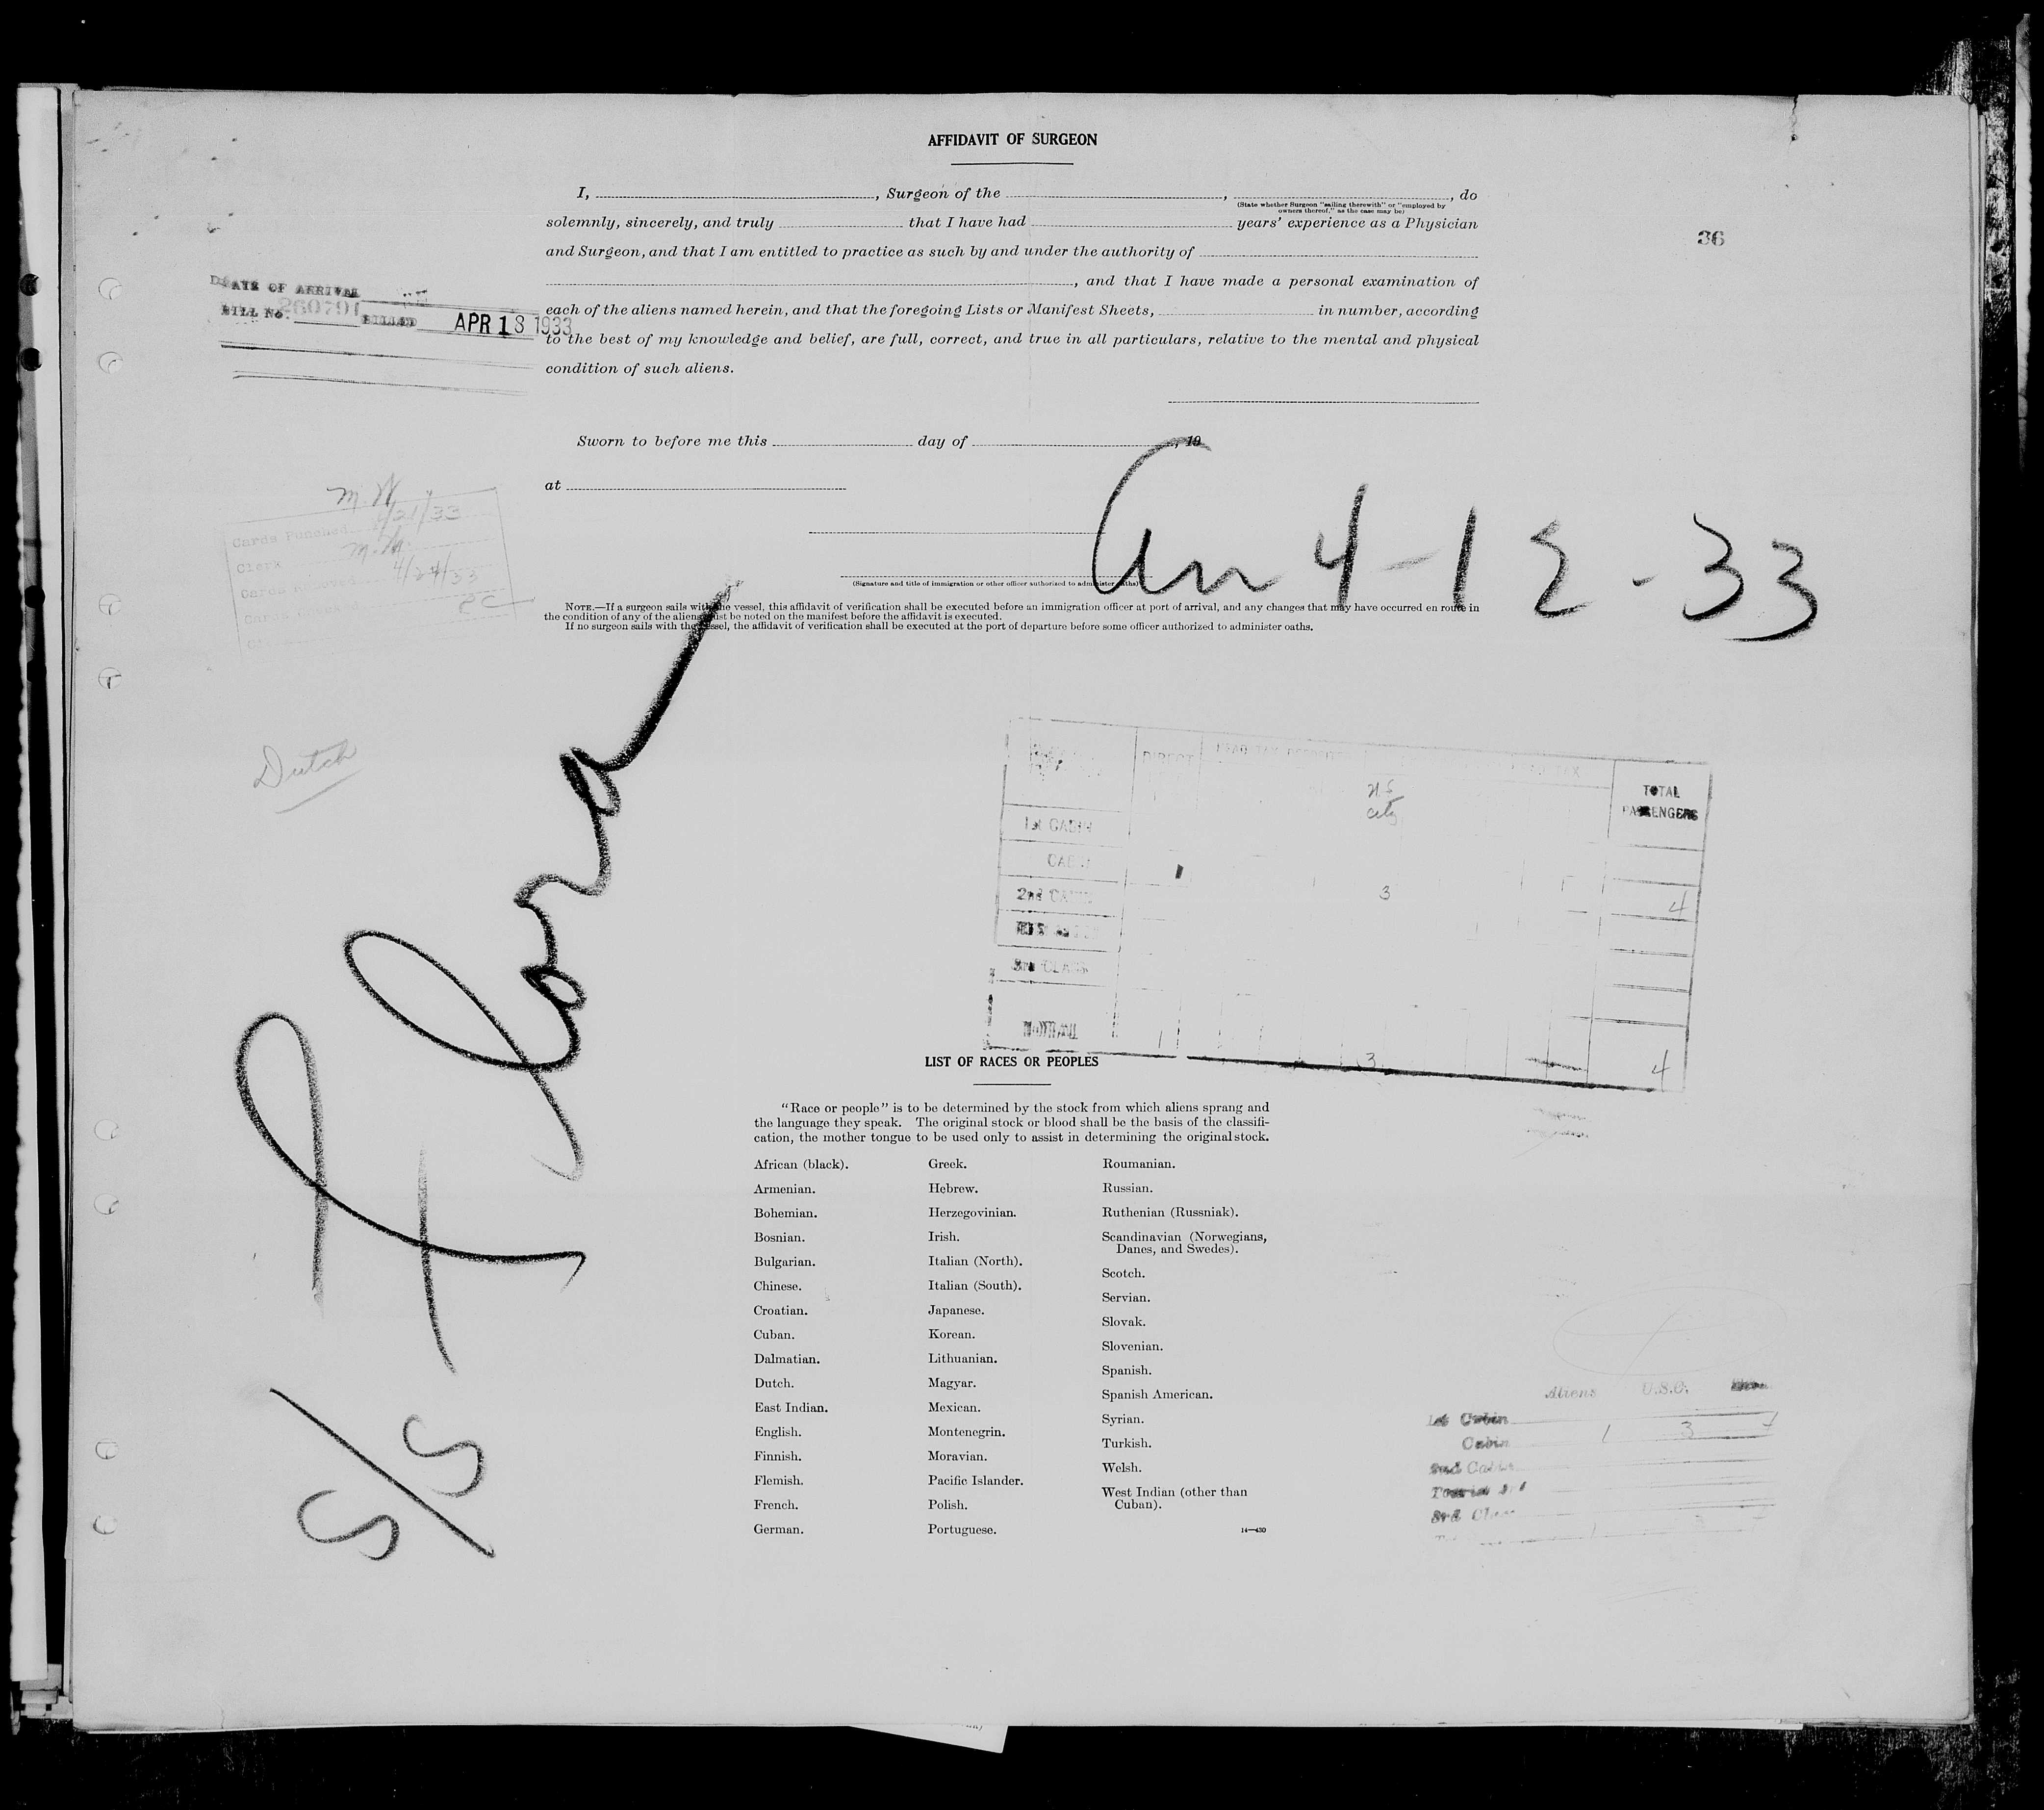 AFFIDAVIT OF SURGEON
I, , Surgeon of the , , do
(State whether Surgeon "sailing therewith" or "employed by
owners thereof," as the case may be)
solemnly, sincerely, and truly that I have had years' experience as a Physician
36
and Surgeon, and that I am entitled to practice as such by and under the authority of
, and that I have made a personal examination of
DATE OF ARRIVAL
BILL No. 260791 BILLED APR 18 1933
each of the aliens named herein, and that the foregoing Lists or Manifest Sheets, in number, according
to the best of my knowledge and belief, are full, correct, and true in all particulars, relative to the mental and physical
condition of such aliens.
Sworn to before me this day of , 19
at
M.W.
Cards Punched 4/21/33
Clerk
4/24/33
Arr 4-12-33
(Signature and title of immigration or other officer authorized to administer oaths)
NOTE.—If a surgeon sails with the vessel, this affidavit of verification shall be executed before an immigration officer at port of arrival, and any changes that may have occurred en route in
the condition of any of the aliens must be noted on the manifest before the affidavit is executed.
If no surgeon sails with the vessel, the affidavit of verification shall be executed at the port of departure before some officer authorized to administer oaths.
Dutch
S/S Flora
DIRECT HEAD TAX
TOTAL
PASSENGERS
N.S.
City
1st CABIN
CABIN
2nd CABIN 3 4
3rd CLASS
3 4
LIST OF RACES OR PEOPLES
"Race or people" is to be determined by the stock from which aliens sprang and
the language they speak. The original stock or blood shall be the basis of the classifi-
cation, the mother tongue to be used only to assist in determining the original stock.
African (black).
Armenian.
Bohemian.
Bosnian.
Bulgarian.
Chinese.
Croatian.
Cuban.
Dalmatian.
Dutch.
East Indian.
English.
Finnish.
Flemish.
French.
German.
Greek.
Hebrew.
Herzegovinian.
Irish.
Italian (North).
Italian (South).
Japanese.
Korean.
Lithuanian.
Magyar.
Mexican.
Montenegrin.
Moravian.
Pacific Islander.
Polish.
Portuguese.
Roumanian.
Russian.
Ruthenian (Russniak).
Scandinavian (Norwegians,
Danes, and Swedes).
Scotch.
Servian.
Slovak.
Slovenian.
Spanish.
Spanish American.
Syrian.
Turkish.
Welsh.
West Indian (other than
Cuban).
14—430
Aliens U.S.C.
1st Cabin
Cabin 1 3
2nd Cabin
Tourist 3rd
3rd Class